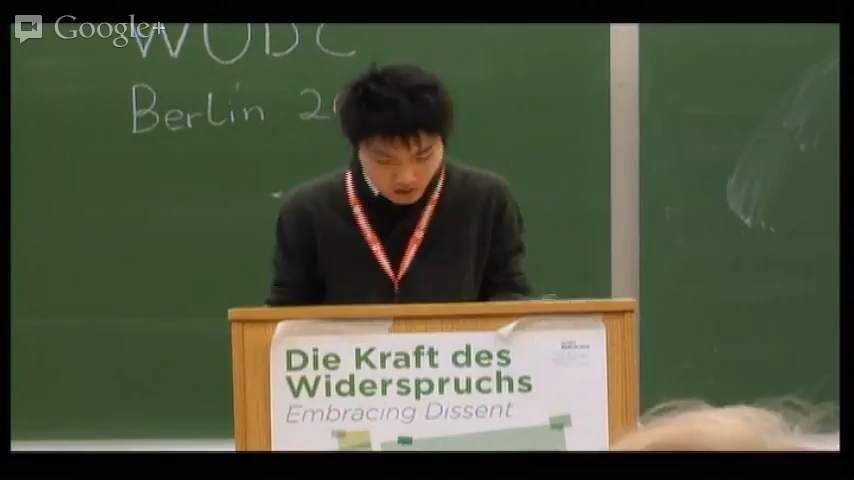 Google+
WUDC
Berlin 20
Die Kraft des
Widerspruchs
Embracing Dissent